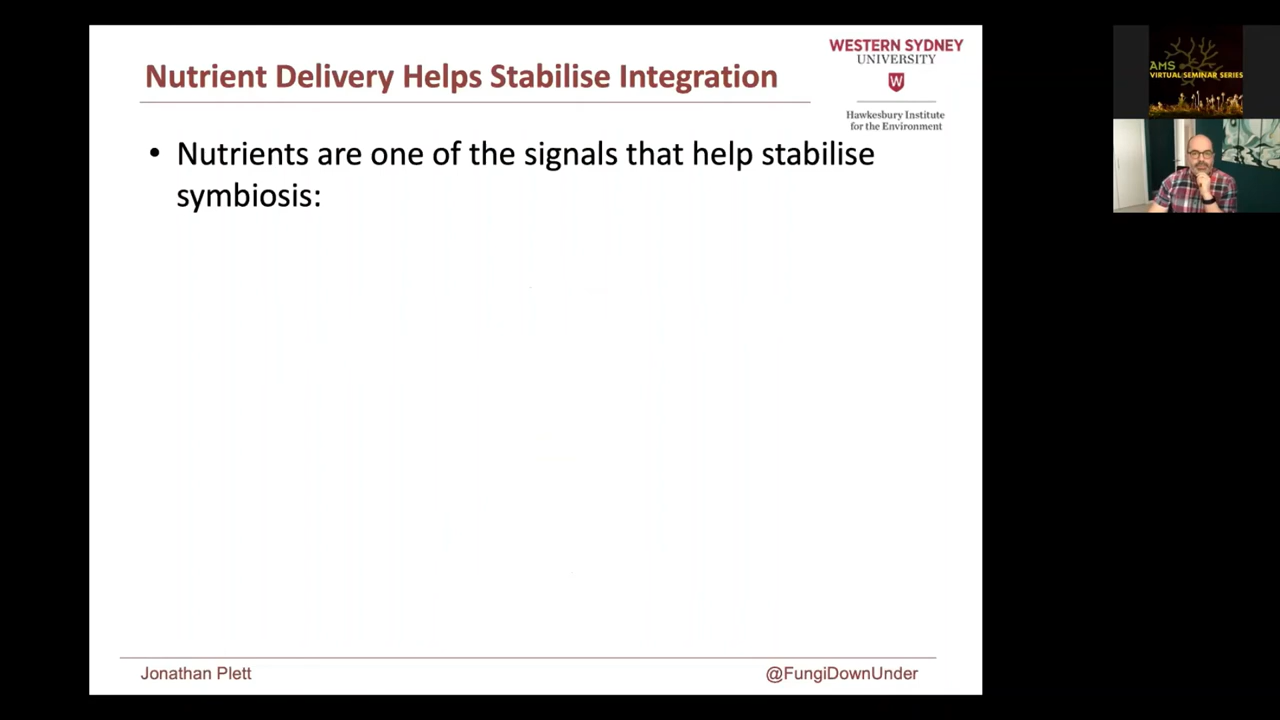 Nutrient Delivery Helps Stabilise Integration
WESTERN SYDNEY
UNIVERSITY
W
Hawkesbury Institute
for the Environment
• Nutrients are one of the signals that help stabilise
symbiosis:
Jonathan Plett
@FungiDownUnder
AMS
VIRTUAL SEMINAR SERIES